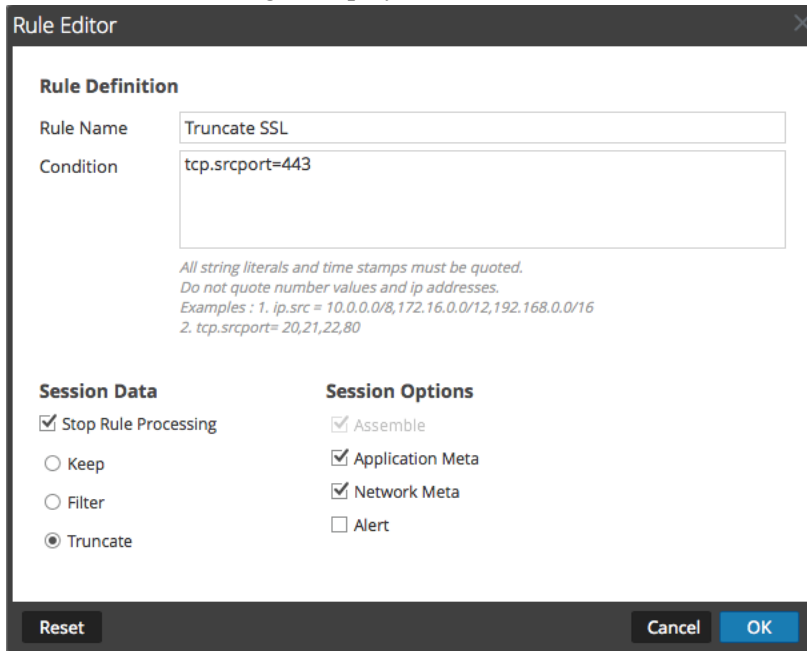 Rule Editor
Rule Definition
Rule Name Truncate SSL
Condition tcp.srcport=443
All string literals and time stamps must be quoted.
Do not quote number values and ip addresses.
Examples : 1. ip.src = 10.0.0.0/8,172.16.0.0/12,192.168.0.0/16
2. tcp.srcport= 20,21,22,80
Session Data Session Options
Stop Rule Processing Assemble
Keep Application Meta
Filter Network Meta
Truncate Alert
Reset Cancel OK